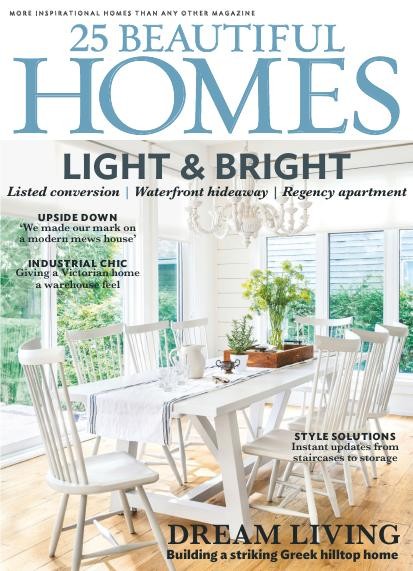 MORE INSPIRATIONAL HOMES THAN ANY OTHER MAGAZINE
25 BEAUTIFUL
HOMES
LIGHT & BRIGHT
Listed conversion | Waterfront hideaway | Regency apartment
UPSIDE DOWN
‘We made our mark on
a modern mews house’
INDUSTRIAL CHIC
Giving a Victorian home
a warehouse feel
STYLE SOLUTIONS
Instant updates from
staircases to storage
DREAM LIVING
Building a striking Greek hilltop home